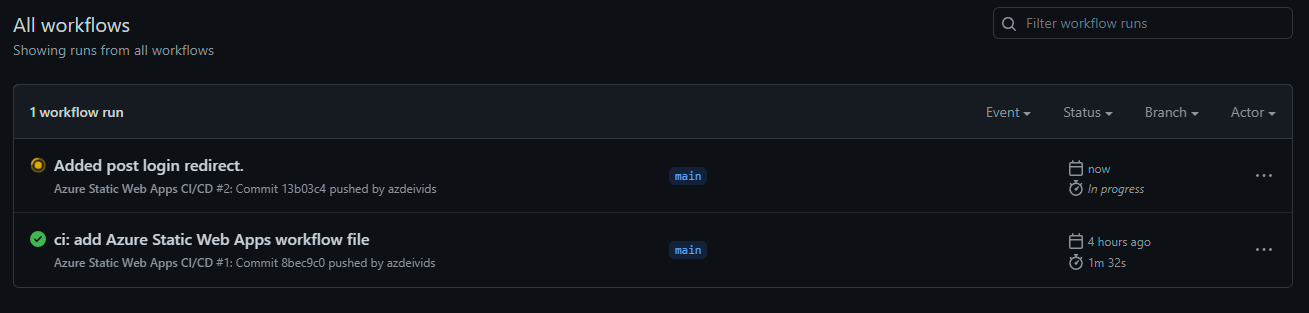 All workflows
Filter workflow runs
Showing runs from all workflows
1 workflow run
Event
Status
Branch
Actor
Added post login redirect.
main
now
Azure Static Web Apps CI/CD #2: Commit 13b03c4 pushed by azdeivids
In progress
ci: add Azure Static Web Apps workflow file
main
4 hours ago
Azure Static Web Apps CI/CD #1: Commit 8bec9c0 pushed by azdeivids
1m 32s